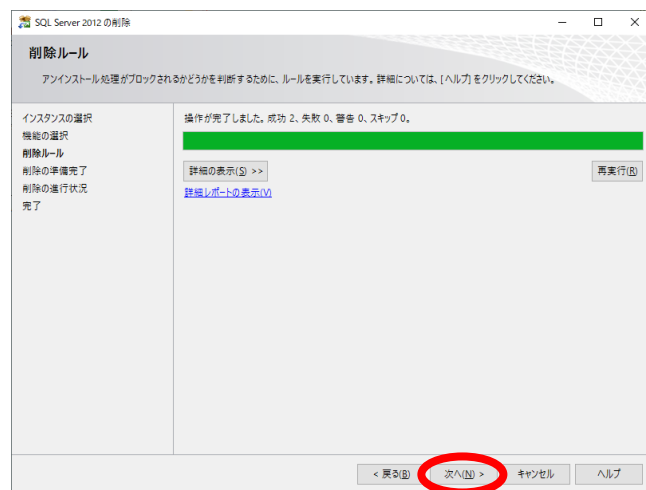 SQL Server 2012 の削除
削除ルール
アンインストール処理がブロックされるかどうかを判断するために、ルールを実行しています。詳細については、[ヘルプ] をクリックしてください。
インスタンスの選択
機能の選択
削除ルール
削除の準備完了
削除の進行状況
完了
操作が完了しました。成功 2、失敗 0、警告 0、スキップ 0。
詳細の表示(S) >>
再実行(R)
詳細レポートの表示(V)
< 戻る(B)
次へ(N) >
キャンセル
ヘルプ